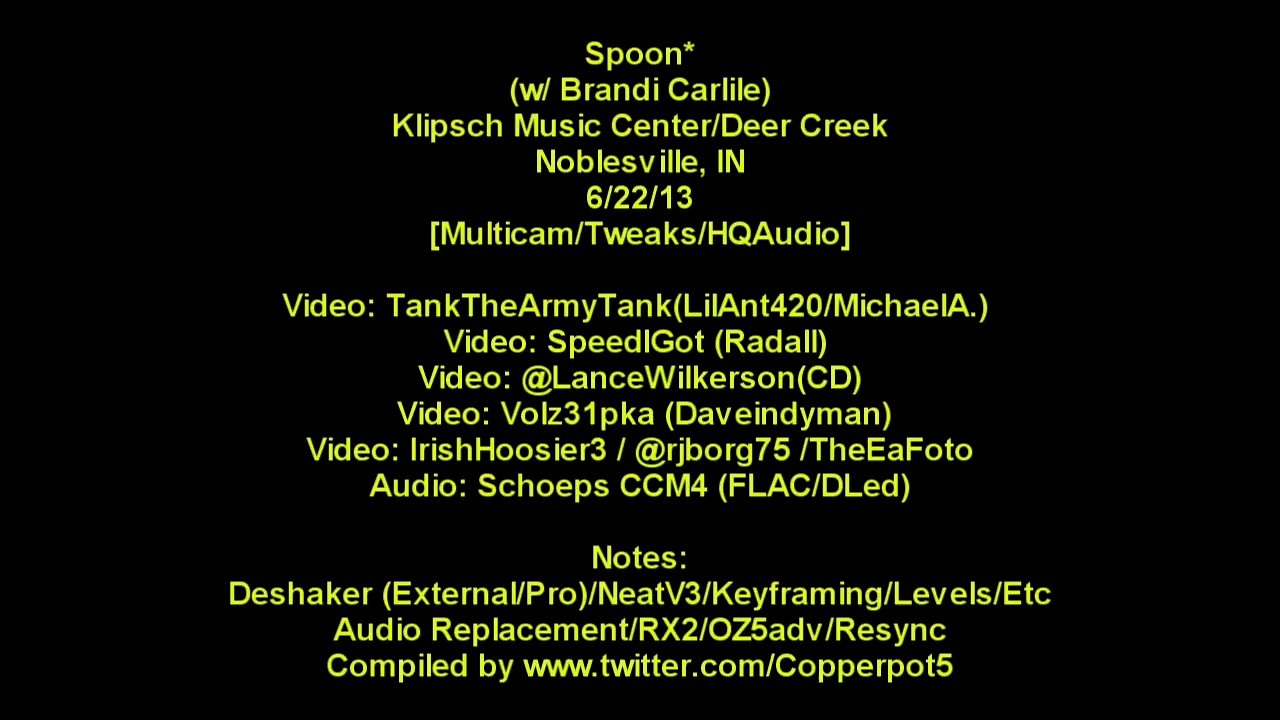 Spoon*
(w/ Brandi Carlile)
Klipsch Music Center/Deer Creek
Noblesville, IN
6/22/13
[Multicam/Tweaks/HQAudio]
Video: TankTheArmyTank(LilAnt420/MichaelA.)
Video: SpeedIGot (Radall)
Video: @LanceWilkerson(CD)
Video: Volz31pka (Daveindyman)
Video: IrishHoosier3 / @rjborg75 /TheEaFoto
Audio: Schoeps CCM4 (FLAC/DLed)
Notes:
Deshaker (External/Pro)/NeatV3/Keyframing/Levels/Etc
Audio Replacement/RX2/OZ5adv/Resync
Compiled by www.twitter.com/Copperpot5